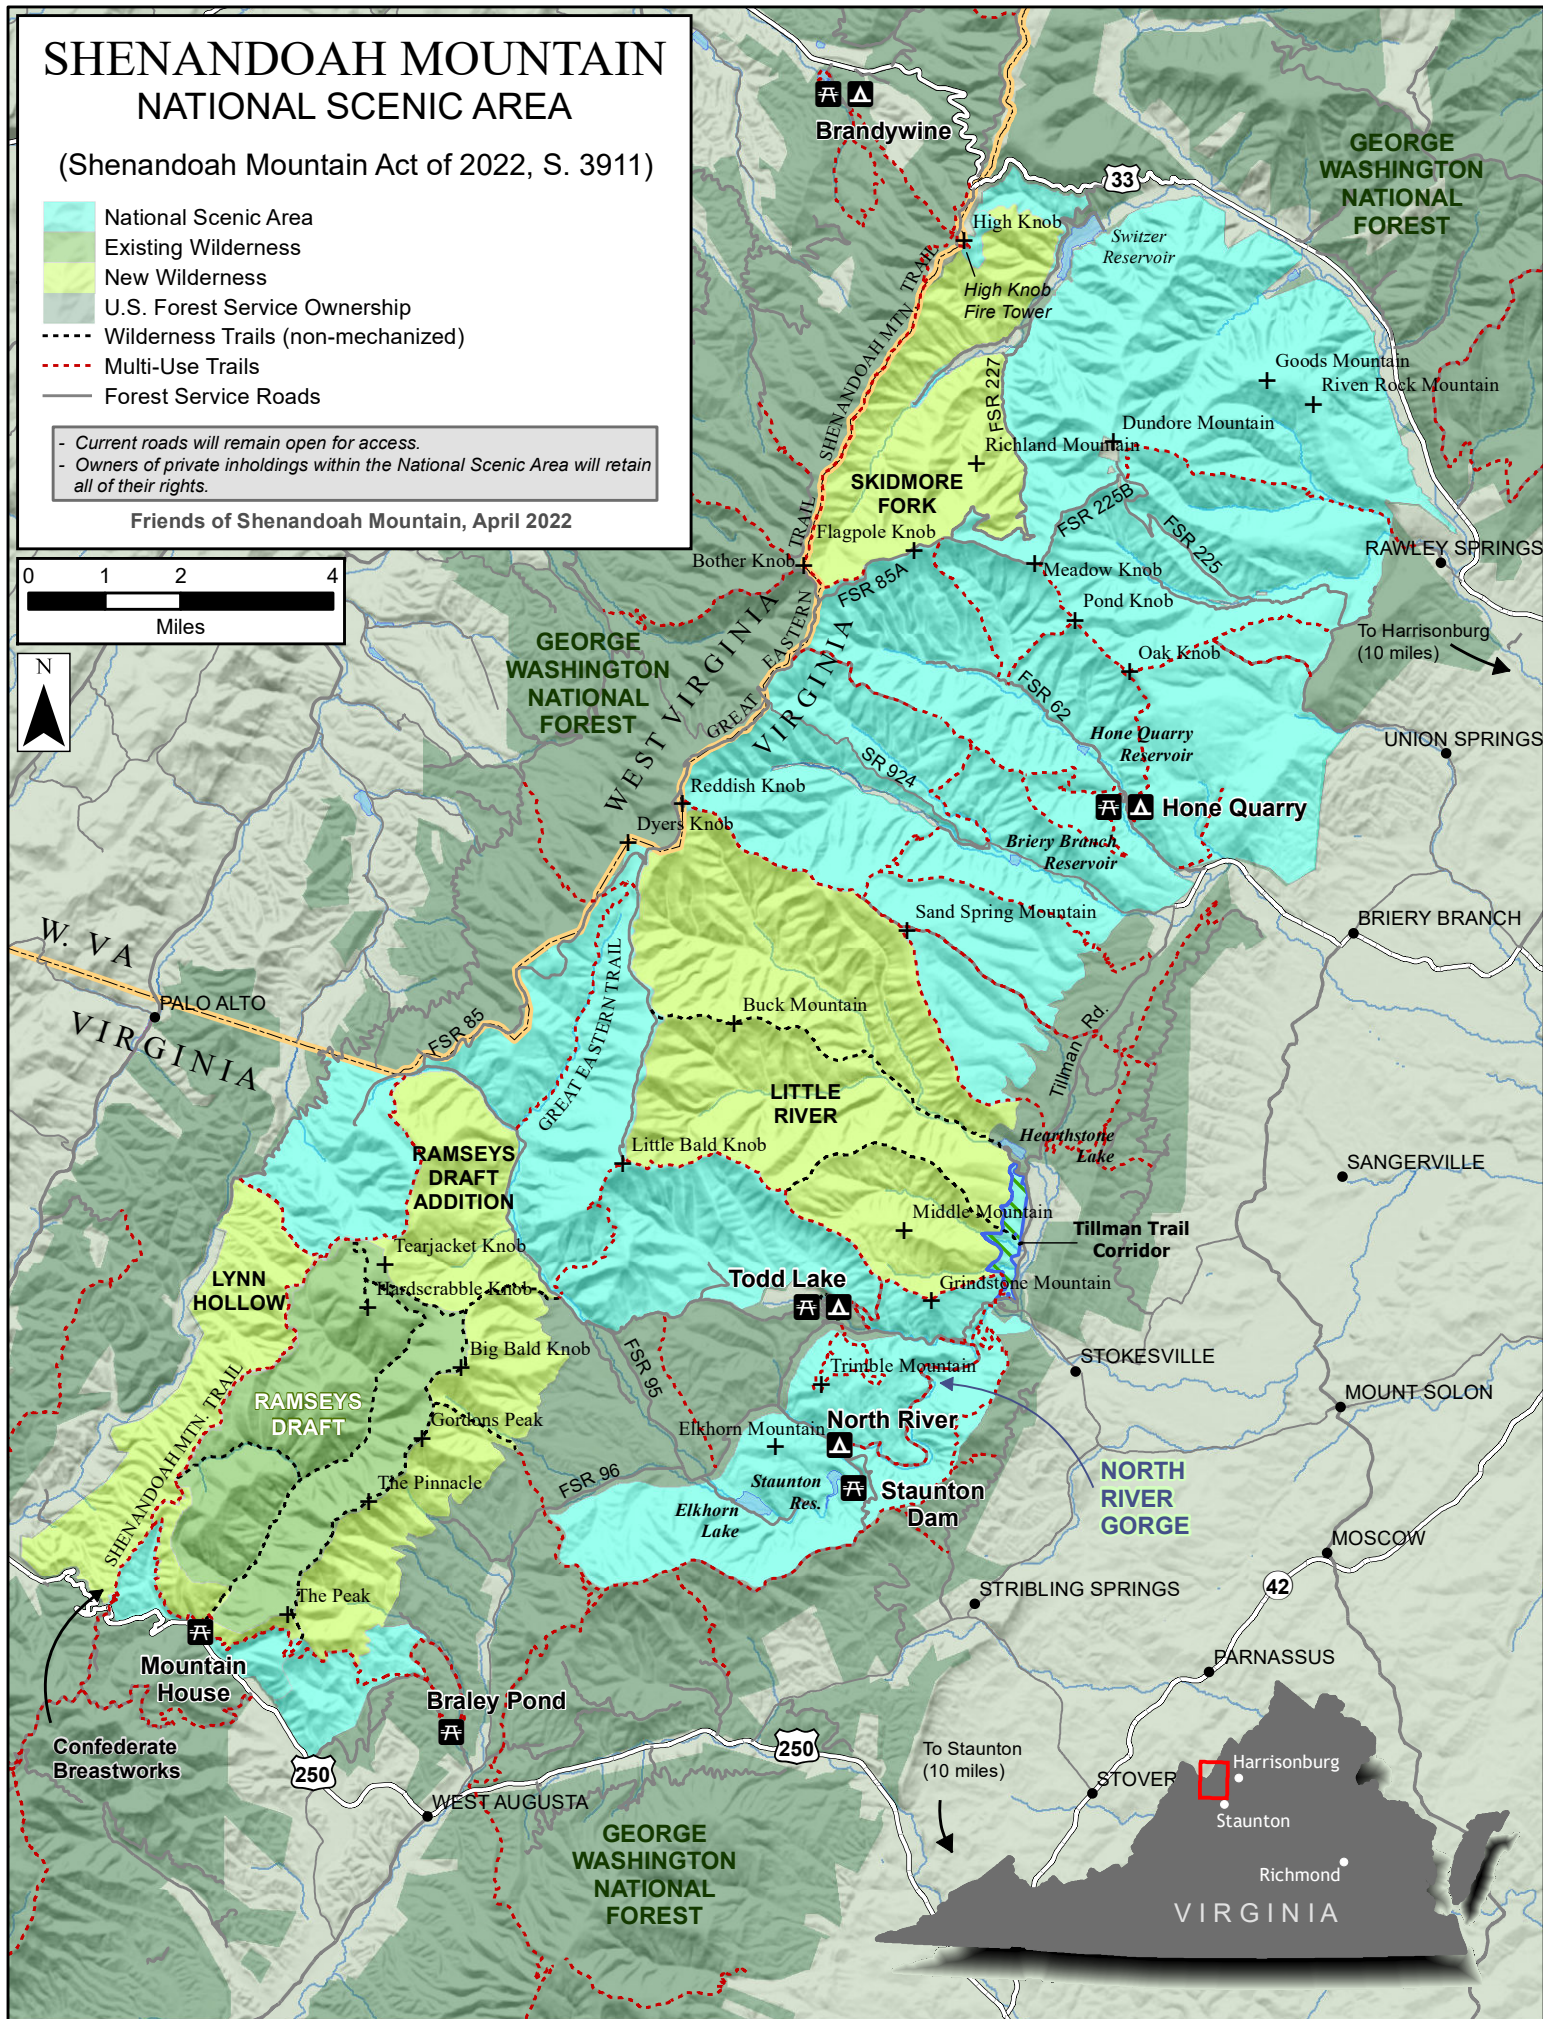 SHENANDOAH MOUNTAIN
NATIONAL SCENIC AREA
(Shenandoah Mountain Act of 2022, S. 3911)
National Scenic Area
Existing Wilderness
New Wilderness
U.S. Forest Service Ownership
Wilderness Trails (non-mechanized)
Multi-Use Trails
Forest Service Roads
- Current roads will remain open for access.
- Owners of private inholdings within the National Scenic Area will retain
all of their rights.
Friends of Shenandoah Mountain, April 2022
0 1 2 4
Miles
N
Brandywine
33
GEORGE
WASHINGTON
NATIONAL
FOREST
High Knob
Switzer
Reservoir
High Knob
Fire Tower
SHENANDOAH MTN. TRAIL
FSR 227
Goods Mountain
Riven Rock Mountain
Dundore Mountain
Richland Mountain
SKIDMORE
FORK
FSR 225B
FSR 225
Flagpole Knob
Bother Knob
FSR 85A
Meadow Knob
RAWLEY SPRINGS
Pond Knob
To Harrisonburg
(10 miles)
Oak Knob
GEORGE
WASHINGTON
NATIONAL
FOREST
WEST VIRGINIA
VIRGINIA
GREAT EASTERN TRAIL
FSR 62
Hone Quarry
Reservoir
UNION SPRINGS
SR 924
Reddish Knob
Dyers Knob
Hone Quarry
Briery Branch
Reservoir
Sand Spring Mountain
BRIERY BRANCH
W. VA
VIRGINIA
PALO ALTO
FSR 85
GREAT EASTERN TRAIL
Buck Mountain
Tillman Rd.
LITTLE
RIVER
Hearthstone
Lake
RAMSEYS
DRAFT
ADDITION
Little Bald Knob
SANGERVILLE
Middle Mountain
Tillman Trail
Corridor
Tearjacket Knob
LYNN
HOLLOW
Hardscrabble Knob
Todd Lake
Grindstone Mountain
Big Bald Knob
FSR 95
Trimble Mountain
STOKESVILLE
SHENANDOAH MTN. TRAIL
RAMSEYS
DRAFT
Gordons Peak
North River
Elkhorn Mountain
MOUNT SOLON
The Pinnacle
FSR 96
Staunton
Res.
Elkhorn
Lake
Staunton
Dam
NORTH
RIVER
GORGE
MOSCOW
The Peak
STRIBLING SPRINGS
42
Mountain
House
PARNASSUS
Braley Pond
Confederate
Breastworks
250
250
To Staunton
(10 miles)
STOVER
WEST AUGUSTA
GEORGE
WASHINGTON
NATIONAL
FOREST
Harrisonburg
Staunton
Richmond
VIRGINIA